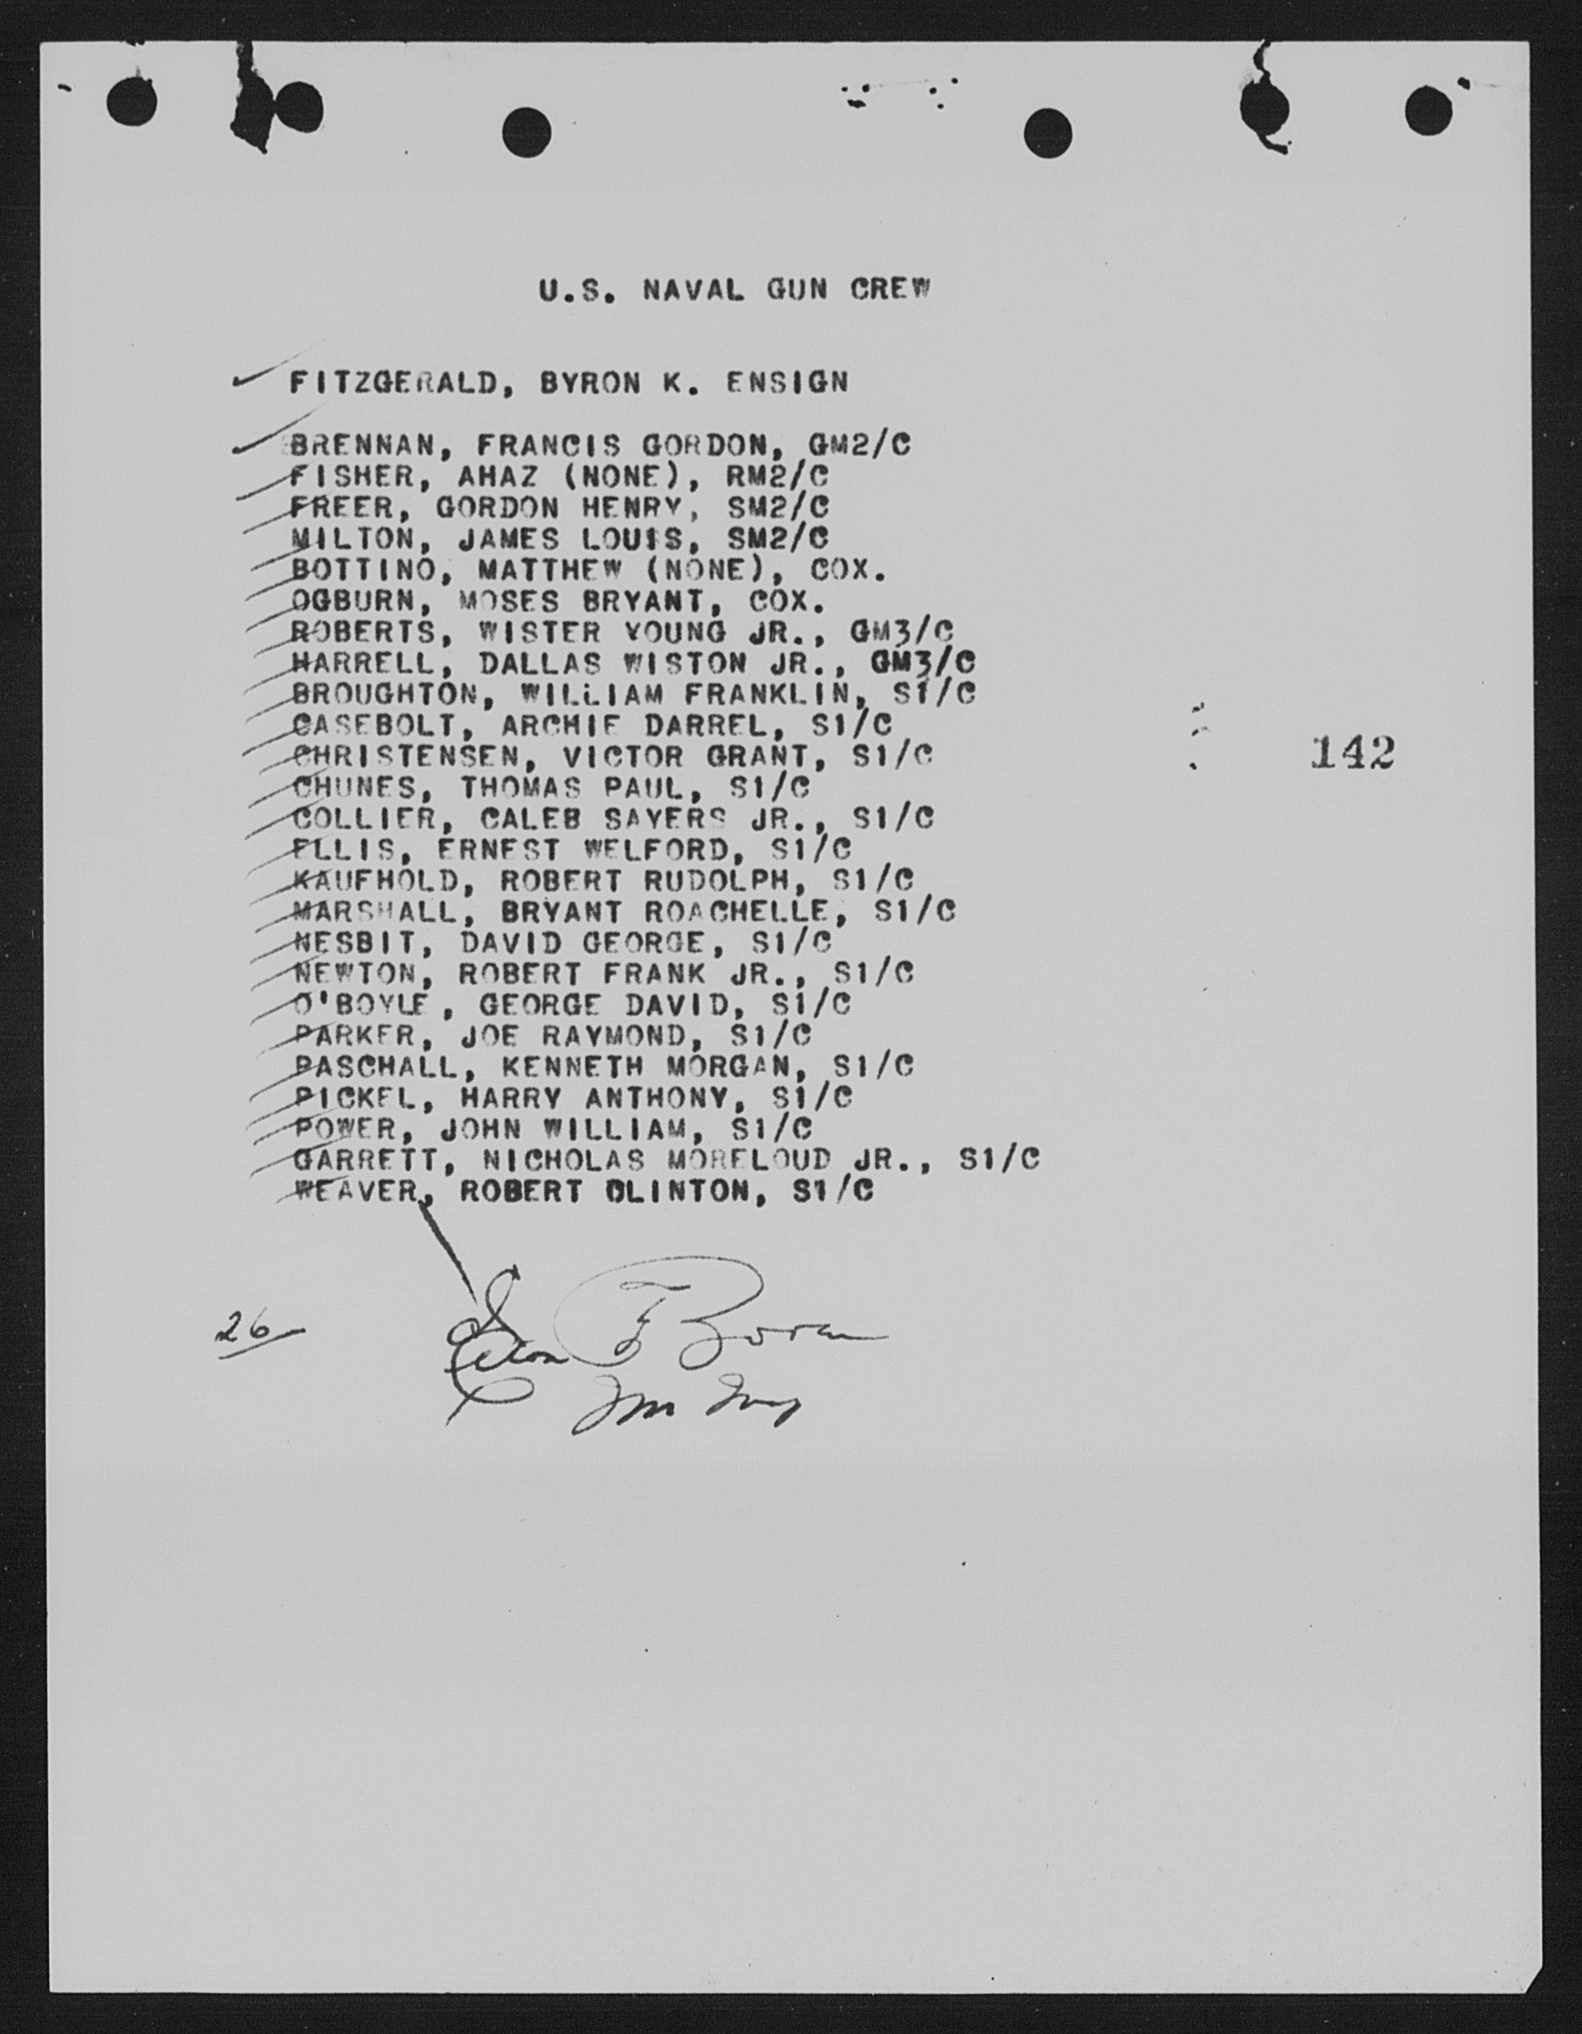 U.S. NAVAL GUN CREW
FITZGERALD, BYRON K. ENSIGN
BRENNAN, FRANCIS GORDON, GM2/C
FISHER, AHAZ (NONE), RM2/C
FREER, GORDON HENRY, SM2/C
MILTON, JAMES LOUIS, SM2/C
BOTTINO, MATTHEW (NONE), COX.
OGBURN, MOSES BRYANT, COX.
ROBERTS, WISTER YOUNG JR., GM3/C
HARRELL, DALLAS WISTON JR., GM3/C
BROUGHTON, WILLIAM FRANKLIN, S1/C
CASEBOLT, ARCHIE DARREL, S1/C
CHRISTENSEN, VICTOR GRANT, S1/C
142
CHUNES, THOMAS PAUL, S1/C
COLLIER, CALEB SAYERS JR., S1/C
ELLIS, ERNEST WELFORD, S1/C
KAUFHOLD, ROBERT RUDOLPH, S1/C
MARSHALL, BRYANT ROACHELLE, S1/C
NESBIT, DAVID GEORGE, S1/C
NEWTON, ROBERT FRANK JR., S1/C
O'BOYLE, GEORGE DAVID, S1/C
PARKER, JOE RAYMOND, S1/C
PASCHALL, KENNETH MORGAN, S1/C
PICKEL, HARRY ANTHONY, S1/C
POWER, JOHN WILLIAM, S1/C
GARRETT, NICHOLAS MORELOUD JR., S1/C
WEAVER, ROBERT CLINTON, S1/C
26